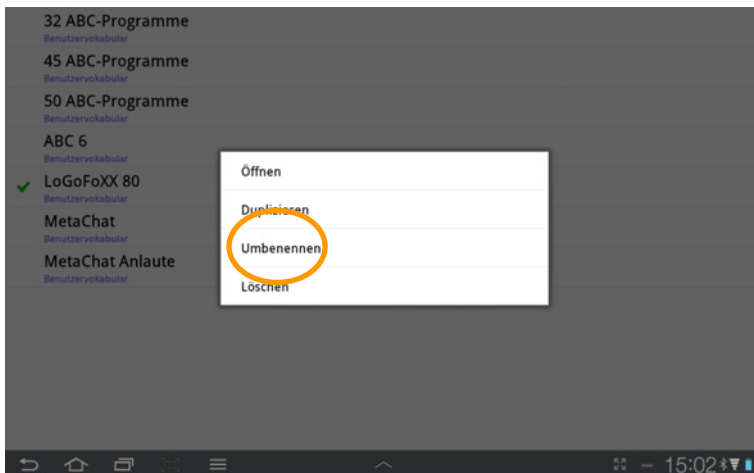 32 ABC-Programme
Benutzervokabular
45 ABC-Programme
Benutzervokabular
50 ABC-Programme
Benutzervokabular
ABC 6
Benutzervokabular
LoGoFoXX 80
Benutzervokabular
MetaChat
Benutzervokabular
MetaChat Anlaute
Benutzervokabular
Öffnen
Duplizieren
Umbenennen
Löschen
15:02